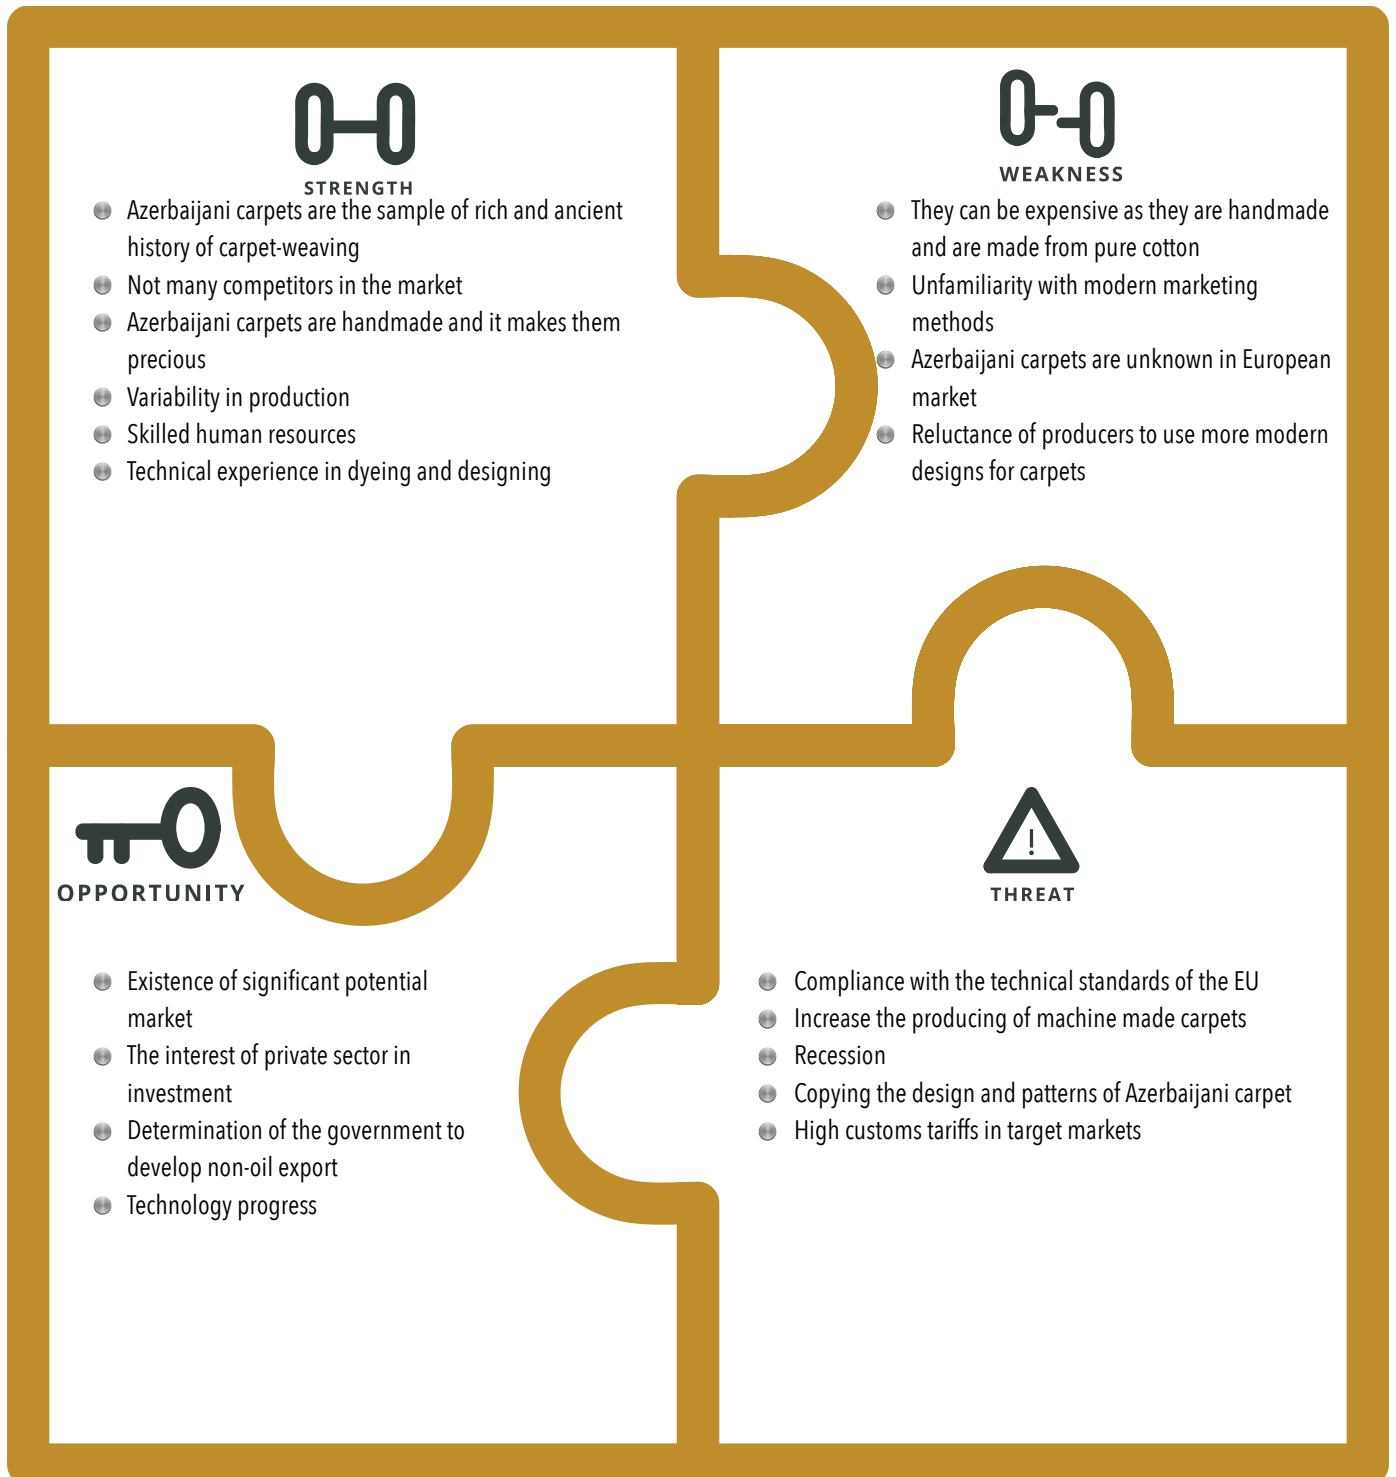 STRENGTH
Azerbaijani carpets are the sample of rich and ancient
history of carpet-weaving
Not many competitors in the market
Azerbaijani carpets are handmade and it makes them
precious
Variability in production
Skilled human resources
Technical experience in dyeing and designing
WEAKNESS
They can be expensive as they are handmade
and are made from pure cotton
Unfamiliarity with modern marketing
methods
Azerbaijani carpets are unknown in European
market
Reluctance of producers to use more modern
designs for carpets
OPPORTUNITY
Existence of significant potential
market
The interest of private sector in
investment
Determination of the government to
develop non-oil export
Technology progress
!
THREAT
Compliance with the technical standards of the EU
Increase the producing of machine made carpets
Recession
Copying the design and patterns of Azerbaijani carpet
High customs tariffs in target markets